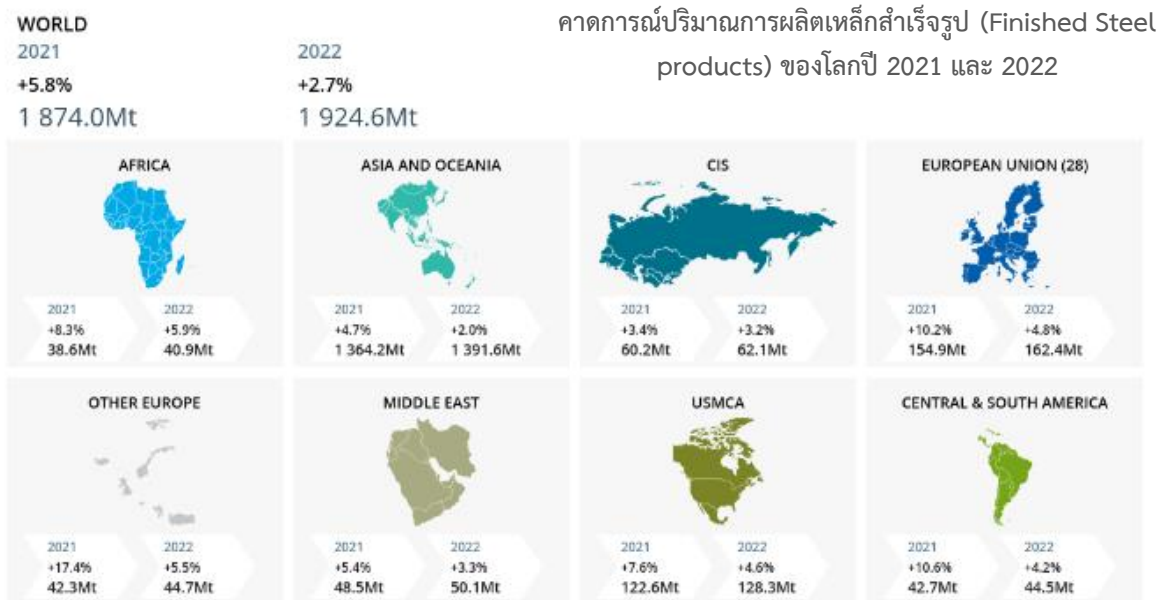 WORLD
คาดการณ์ปริมาณการผลิตเหล็กสำเร็จรูป (Finished Steel
products) ของโลกปี 2021 และ 2022
2021 2022
+5.8% +2.7%
1 874.0Mt 1 924.6Mt
AFRICA
2021 2022
+8.3% +5.9%
38.6Mt 40.9Mt
ASIA AND OCEANIA
2021 2022
+4.7% +2.0%
1 364.2Mt 1 391.6Mt
CIS
2021 2022
+3.4% +3.2%
60.2Mt 62.1Mt
EUROPEAN UNION (28)
2021 2022
+10.2% +4.8%
154.9Mt 162.4Mt
OTHER EUROPE
2021 2022
+17.4% +5.5%
42.3Mt 44.7Mt
MIDDLE EAST
2021 2022
+5.4% +3.3%
48.5Mt 50.1Mt
USMCA
2021 2022
+7.6% +4.6%
122.6Mt 128.3Mt
CENTRAL & SOUTH AMERICA
2021 2022
+10.6% +4.2%
42.7Mt 44.5Mt